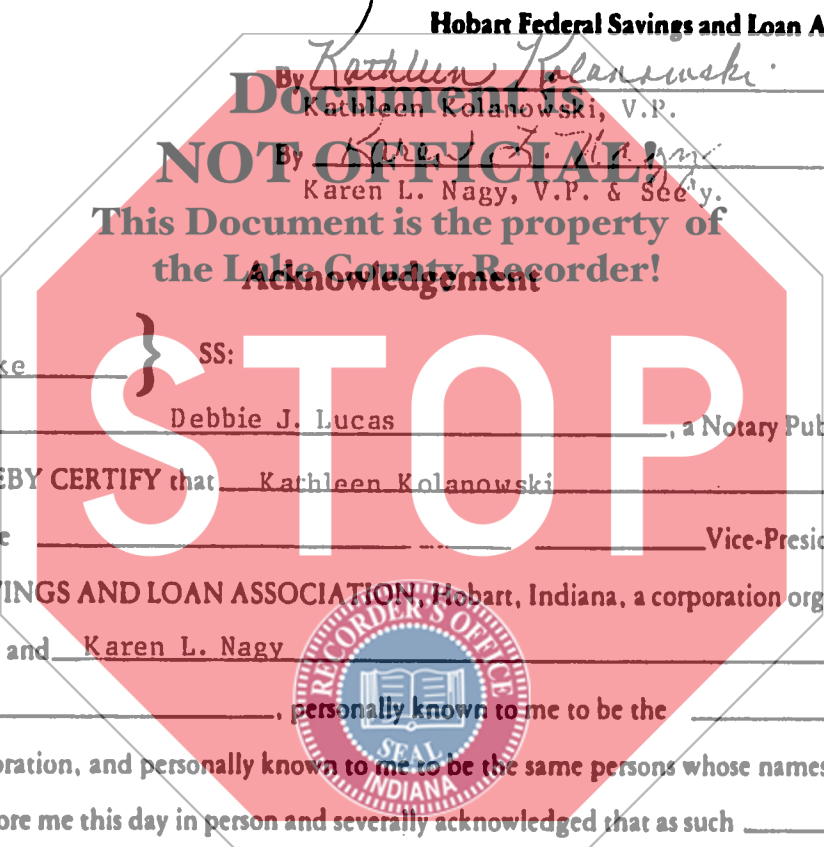 Hobart Federal Savings and Loan A
By Kathleen Kolanowski
Document is
Kathleen Kolanowski, V.P.
NOT OFFICIAL!
By Karen L. Nagy
Karen L. Nagy, V.P. & Sec'y.
This Document is the property of
the Lake County Recorder!
Acknowledgement
ke } SS:
STOP
Debbie J. Lucas, a Notary Pub
EBY CERTIFY that Kathleen Kolanowski
e Vice-Presid
VINGS AND LOAN ASSOCIATION, Hobart, Indiana, a corporation org
and Karen L. Nagy
, personally known to me to be the
oration, and personally known to me to be the same persons whose names
ore me this day in person and severally acknowledged that as such
RECORDER'S OFFICE
SEAL
INDIANA